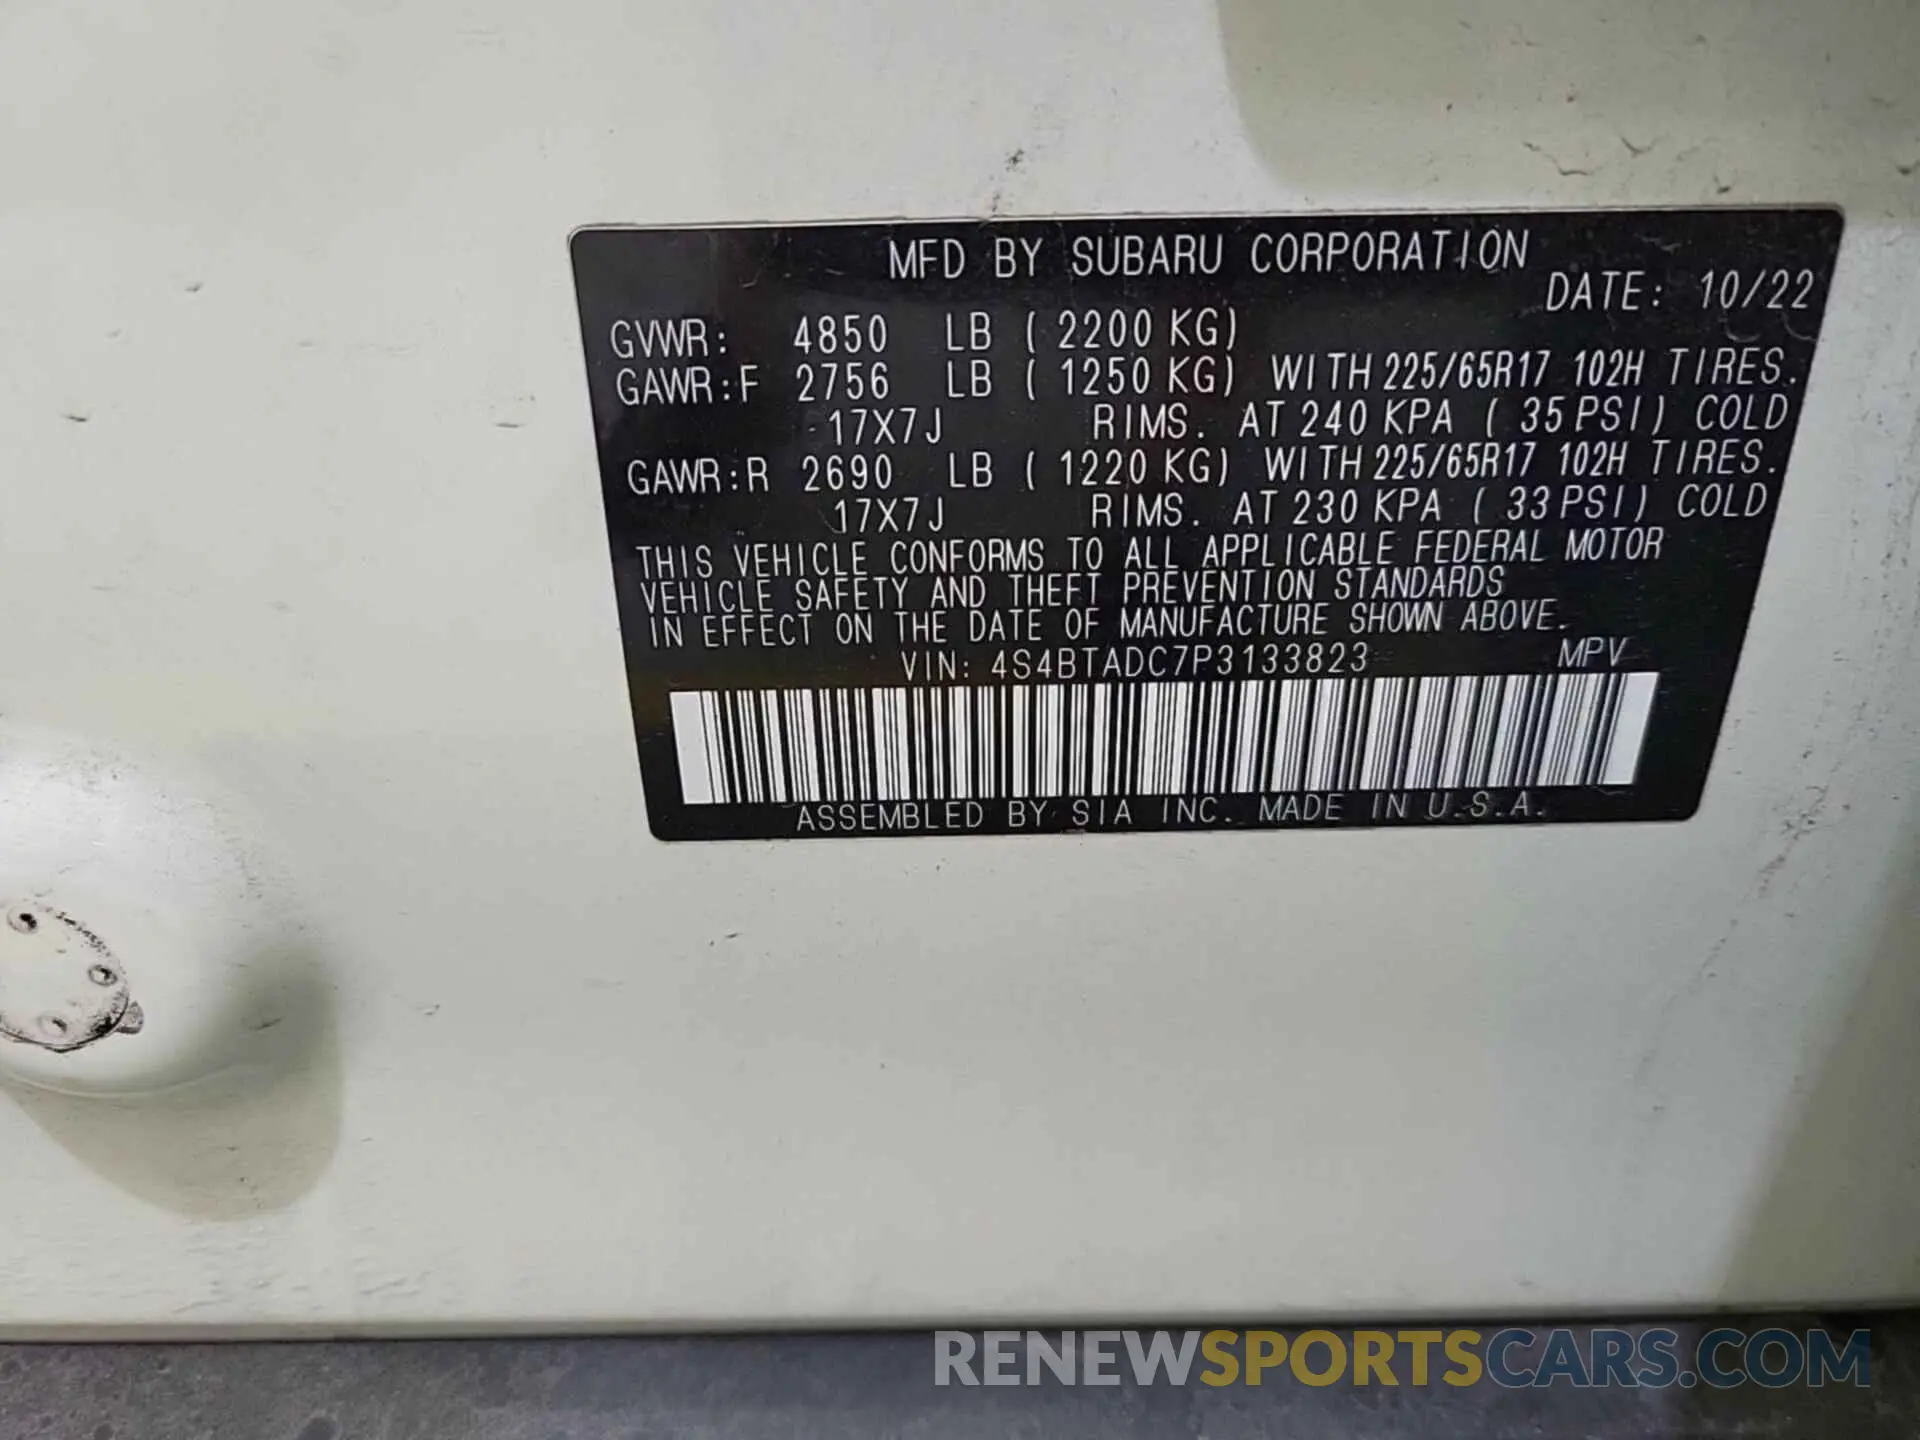 MFD BY SUBARU CORPORATION
DATE: 10/22
GVWR: 4850 LB ( 2200 KG)
GAWR:F 2756 LB ( 1250 KG) WITH 225/65R17 102H TIRES.
17X7J RIMS. AT 240 KPA ( 35 PSI) COLD
GAWR:R 2690 LB ( 1220 KG) WITH 225/65R17 102H TIRES.
17X7J RIMS. AT 230 KPA ( 33 PSI) COLD
THIS VEHICLE CONFORMS TO ALL APPLICABLE FEDERAL MOTOR
VEHICLE SAFETY AND THEFT PREVENTION STANDARDS
IN EFFECT ON THE DATE OF MANUFACTURE SHOWN ABOVE.
VIN: 4S4BTADC7P3133823 MPV
ASSEMBLED BY SIA INC. MADE IN U.S.A.
RENEWSPORTSCARS.COM